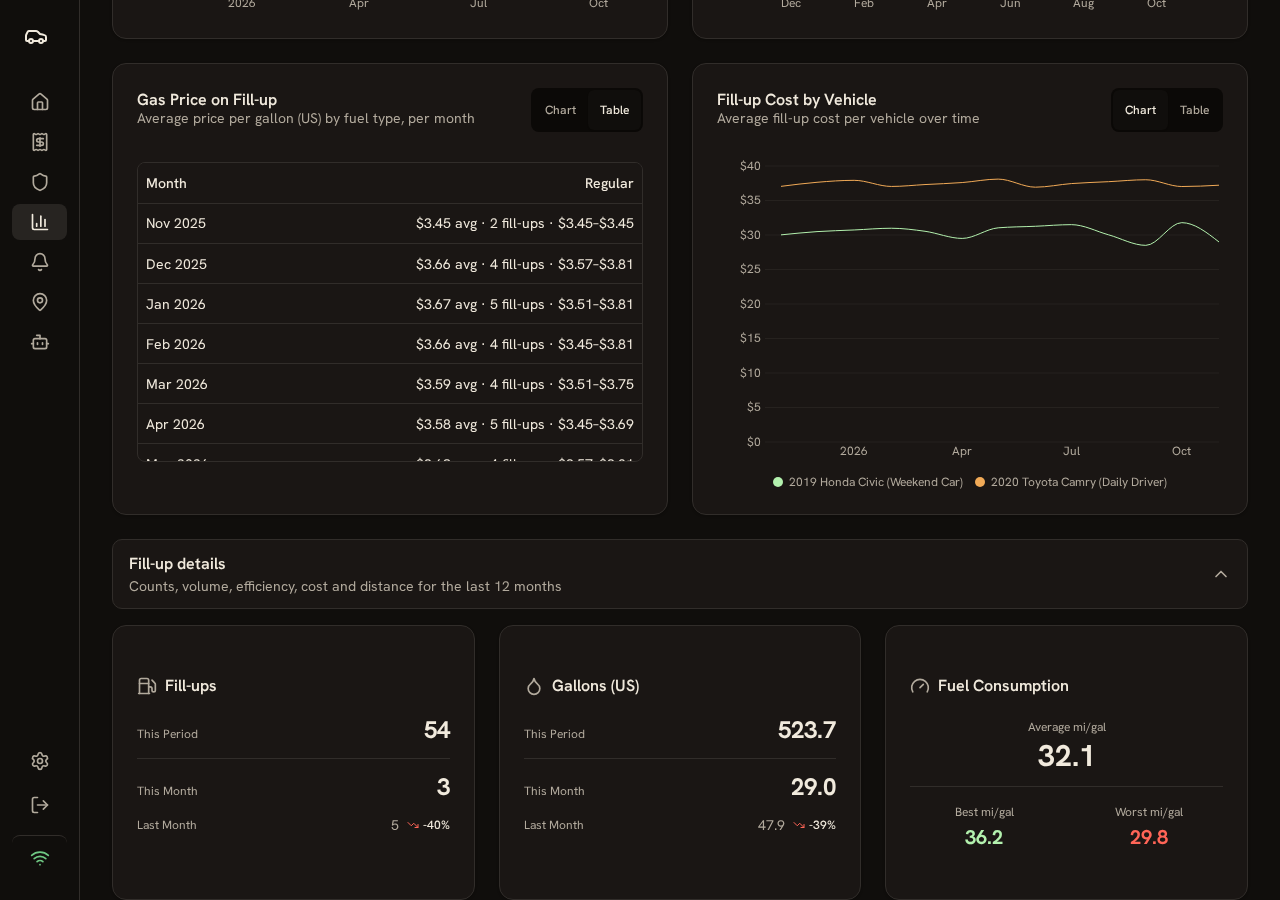 2026 Apr Jul Oct
Dec Feb Apr Jun Aug Oct
Gas Price on Fill-up
Average price per gallon (US) by fuel type, per month
Chart Table
Month Regular
Nov 2025 $3.45 avg · 2 fill-ups · $3.45–$3.45
Dec 2025 $3.66 avg · 4 fill-ups · $3.57–$3.81
Jan 2026 $3.67 avg · 5 fill-ups · $3.51–$3.81
Feb 2026 $3.66 avg · 4 fill-ups · $3.45–$3.81
Mar 2026 $3.59 avg · 4 fill-ups · $3.51–$3.75
Apr 2026 $3.58 avg · 5 fill-ups · $3.45–$3.69
Fill-up Cost by Vehicle
Average fill-up cost per vehicle over time
Chart Table
$40
$35
$30
$25
$20
$15
$10
$5
$0
2026 Apr Jul Oct
2019 Honda Civic (Weekend Car) 2020 Toyota Camry (Daily Driver)
Fill-up details
Counts, volume, efficiency, cost and distance for the last 12 months
Fill-ups
This Period 54
This Month 3
Last Month 5 -40%
Gallons (US)
This Period 523.7
This Month 29.0
Last Month 47.9 -39%
Fuel Consumption
Average mi/gal
32.1
Best mi/gal Worst mi/gal
36.2 29.8